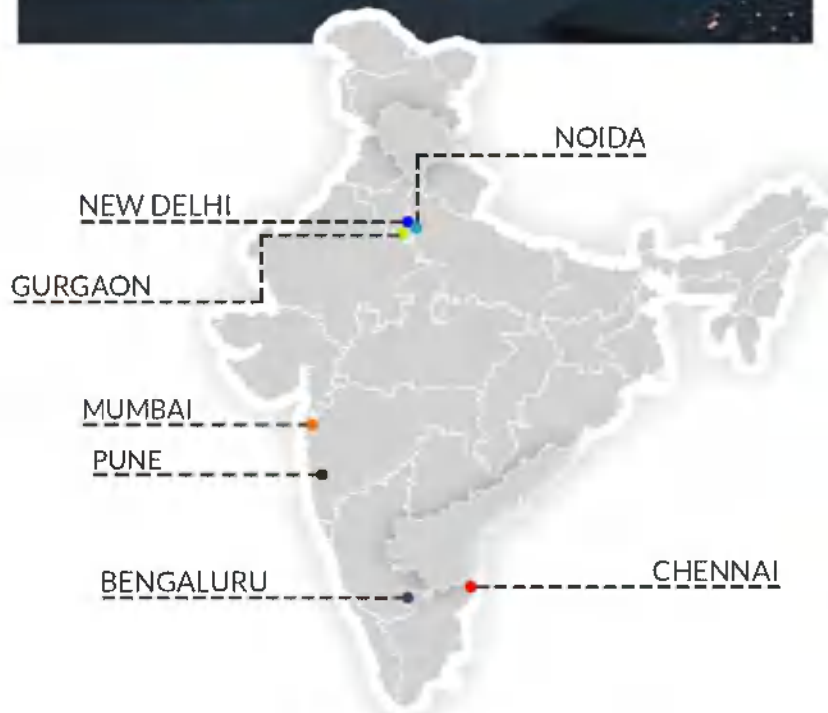 NOIDA
NEW DELHI
GURGAON
MUMBAI
PUNE
BENGALURU
CHENNAI